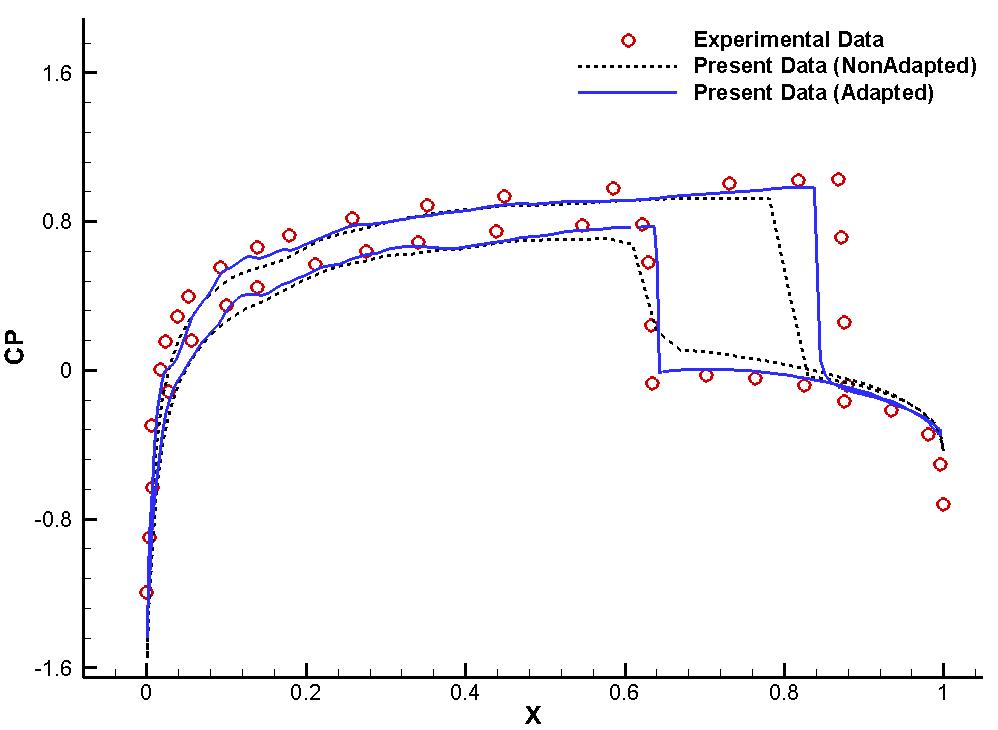 Experimental Data
Present Data (NonAdapted)
Present Data (Adapted)
1.6
0.8
0
-0.8
-1.6
CP
0 0.2 0.4 0.6 0.8 1
X